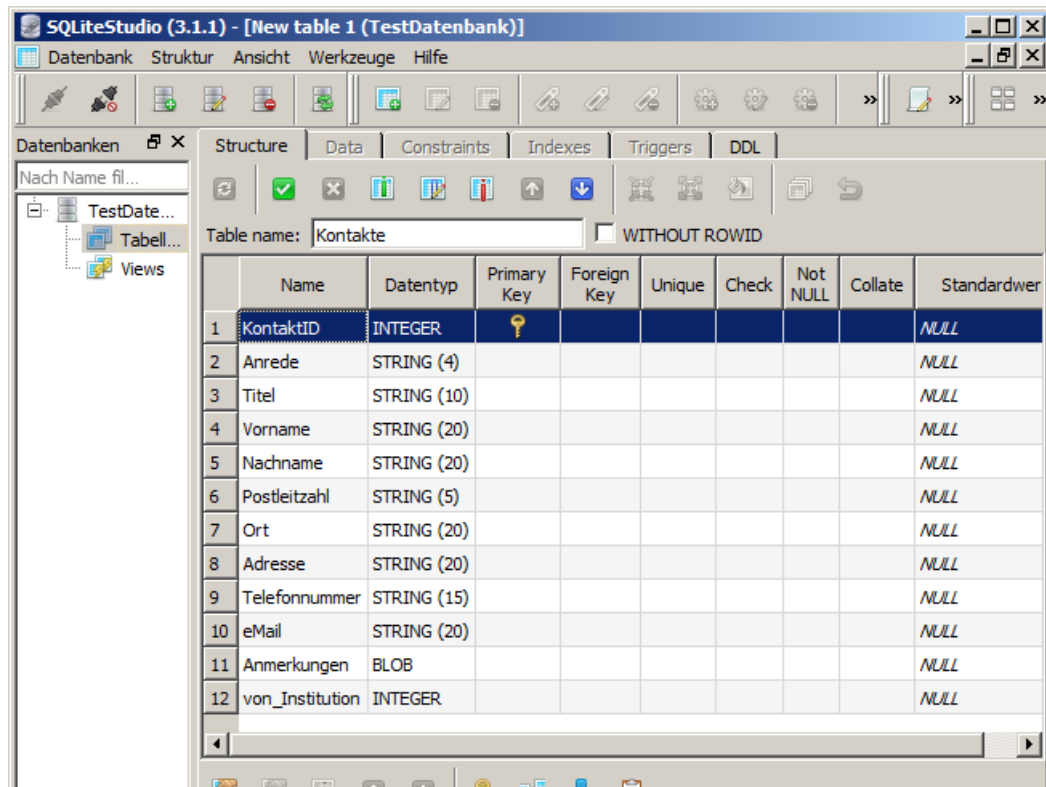 SQLiteStudio (3.1.1) - [New table 1 (TestDatenbank)]
Datenbank Struktur Ansicht Werkzeuge Hilfe
Datenbanken
Nach Name fil...
TestDate...
Tabell...
Views
Structure Data Constraints Indexes Triggers DDL
Table name: Kontakte WITHOUT ROWID
Name Datentyp Primary Key Foreign Key Unique Check Not NULL Collate Standardwer
1 KontaktID INTEGER NULL
2 Anrede STRING (4) NULL
3 Titel STRING (10) NULL
4 Vorname STRING (20) NULL
5 Nachname STRING (20) NULL
6 Postleitzahl STRING (5) NULL
7 Ort STRING (20) NULL
8 Adresse STRING (20) NULL
9 Telefonnummer STRING (15) NULL
10 eMail STRING (20) NULL
11 Anmerkungen BLOB NULL
12 von_Institution INTEGER NULL